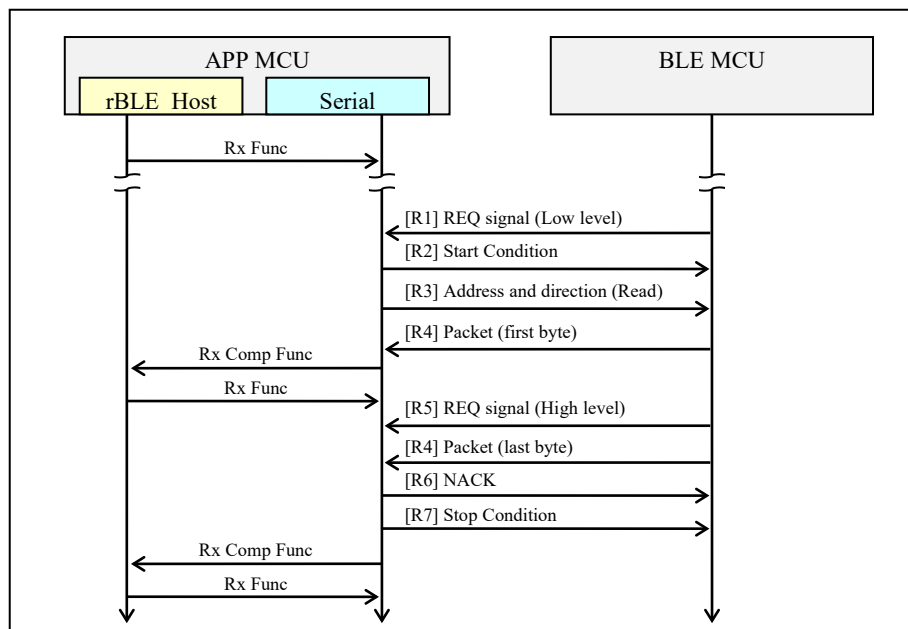 APP MCU
BLE MCU
rBLE_Host
Serial
Rx Func
[R1] REQ signal (Low level)
[R2] Start Condition
[R3] Address and direction (Read)
[R4] Packet (first byte)
Rx Comp Func
Rx Func
[R5] REQ signal (High level)
[R4] Packet (last byte)
[R6] NACK
[R7] Stop Condition
Rx Comp Func
Rx Func